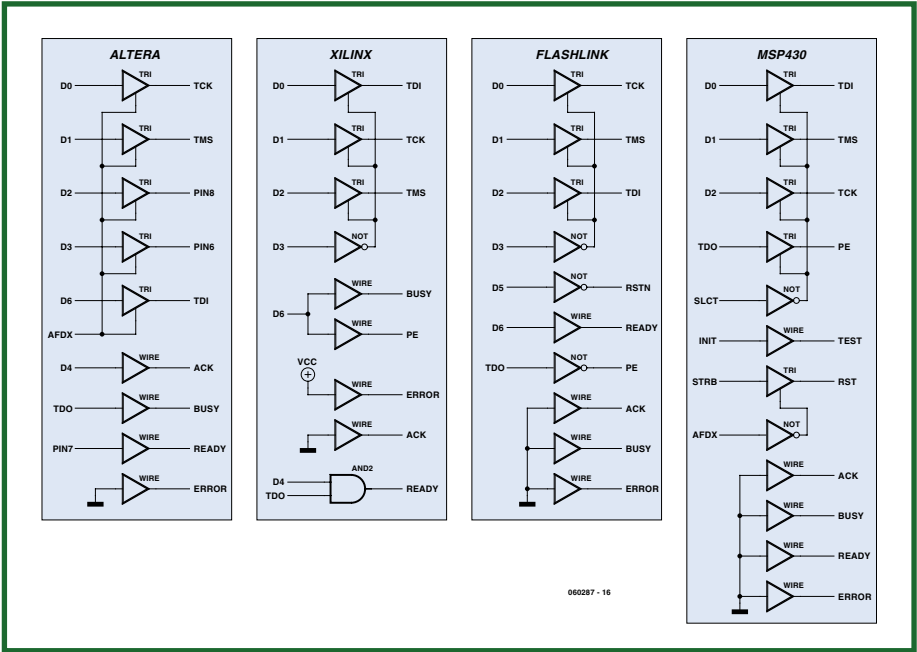 ALTERA
TRI
D0 TCK
TRI
D1 TMS
TRI
D2 PIN8
TRI
D3 PIN6
TRI
D6 TDI
AFDX
WIRE
D4 ACK
WIRE
TDO BUSY
WIRE
PIN7 READY
WIRE
ERROR
XILINX
TRI
D0 TDI
TRI
D1 TCK
TRI
D2 TMS
NOT
D3
WIRE
BUSY
D6
WIRE
PE
VCC
WIRE
ERROR
WIRE
ACK
AND2
D4
READY
TDO
FLASHLINK
TRI
D0 TCK
TRI
D1 TMS
TRI
D2 TDI
NOT
D3
NOT
D5 RSTN
WIRE
D6 READY
NOT
TDO PE
WIRE
ACK
WIRE
BUSY
WIRE
ERROR
MSP430
TRI
D0 TDI
TRI
D1 TMS
TRI
D2 TCK
TRI
TDO PE
NOT
SLCT
WIRE
INIT TEST
TRI
STRB RST
NOT
AFDX
WIRE
ACK
WIRE
BUSY
WIRE
READY
WIRE
ERROR
060287 - 16